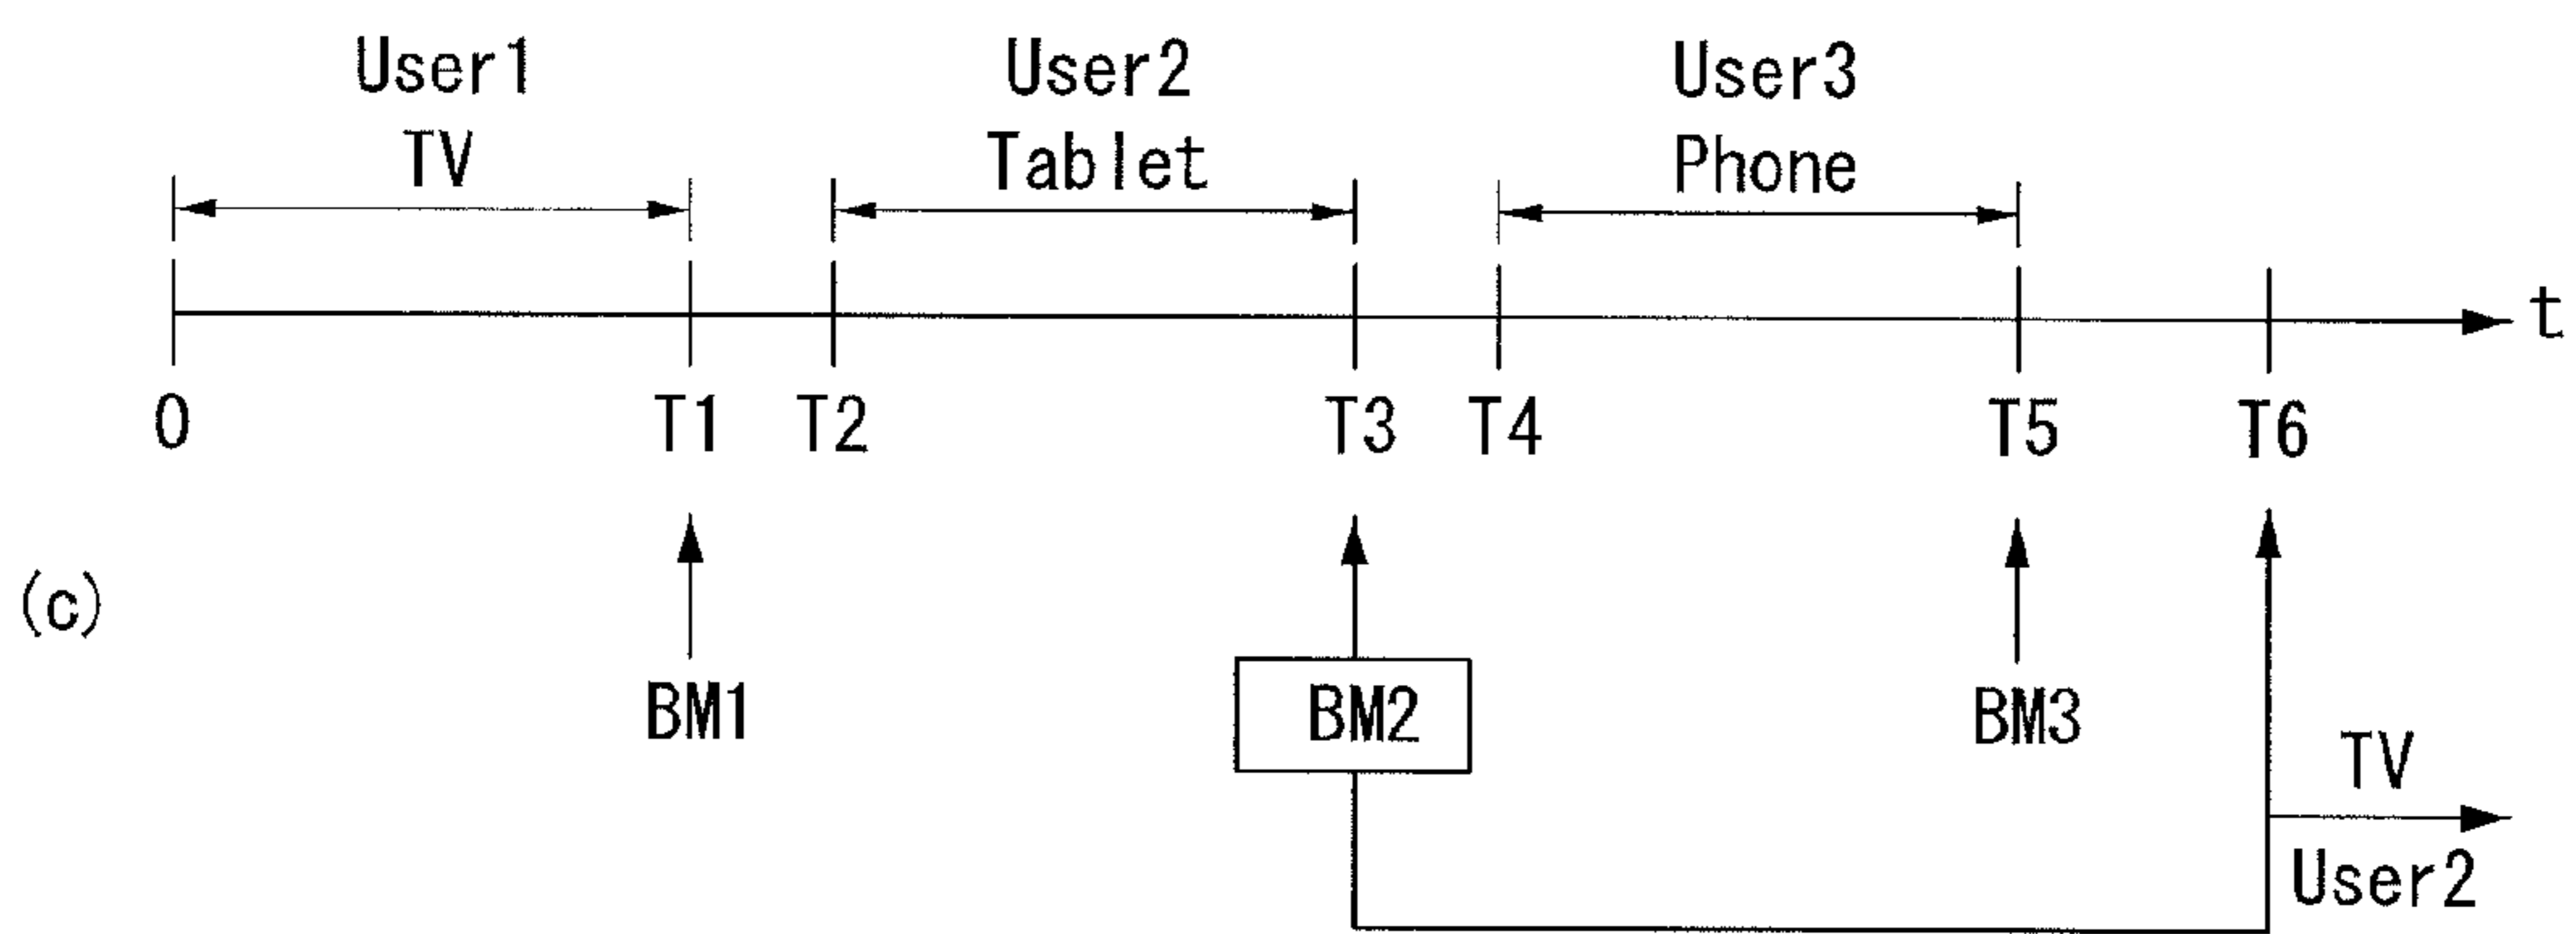 User1
TV
User2
Tablet
User3
Phone
t
0
T1
T2
T3
T4
T5
T6
(c)
BM1
BM2
BM3
TV
User2